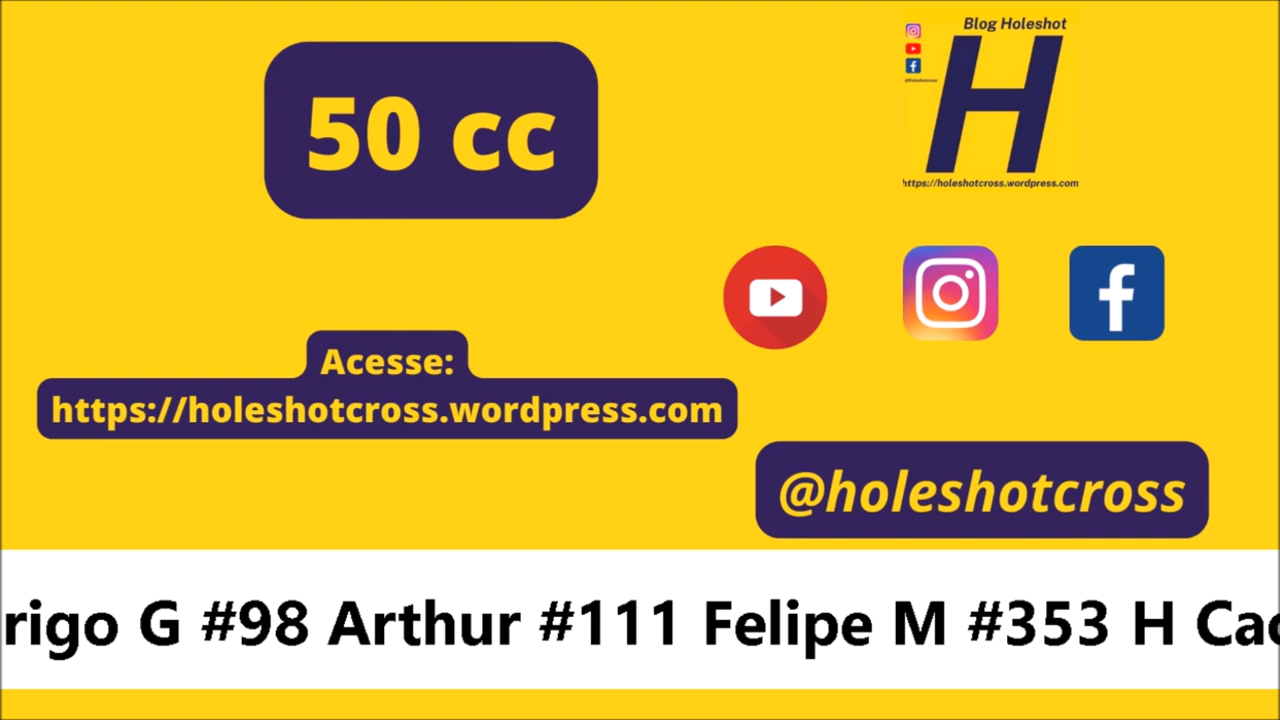 Blog Holeshot
H
https://holeshotcross.wordpress.com
50 cc
Acesse:
https://holeshotcross.wordpress.com
@holeshotcross
rigo G #98 Arthur #111 Felipe M #353 H Cac